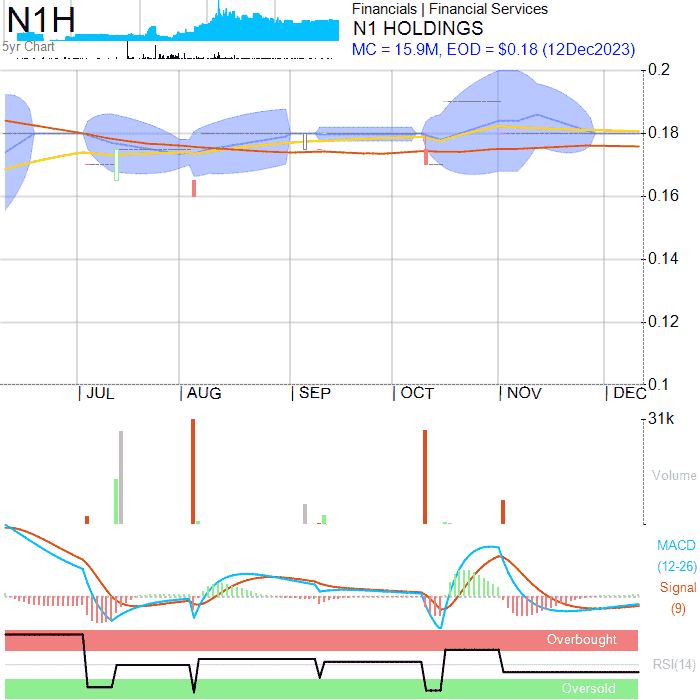 N1H
5yr Chart
Financials | Financial Services
N1 HOLDINGS
MC = 15.9M, EOD = $0.18 (12Dec2023)
0.2
0.18
0.16
0.14
0.12
0.1
| JUL | AUG | SEP | OCT | NOV | DEC
31k
Volume
MACD
(12-26)
Signal
(9)
Overbought
RSI(14)
Oversold